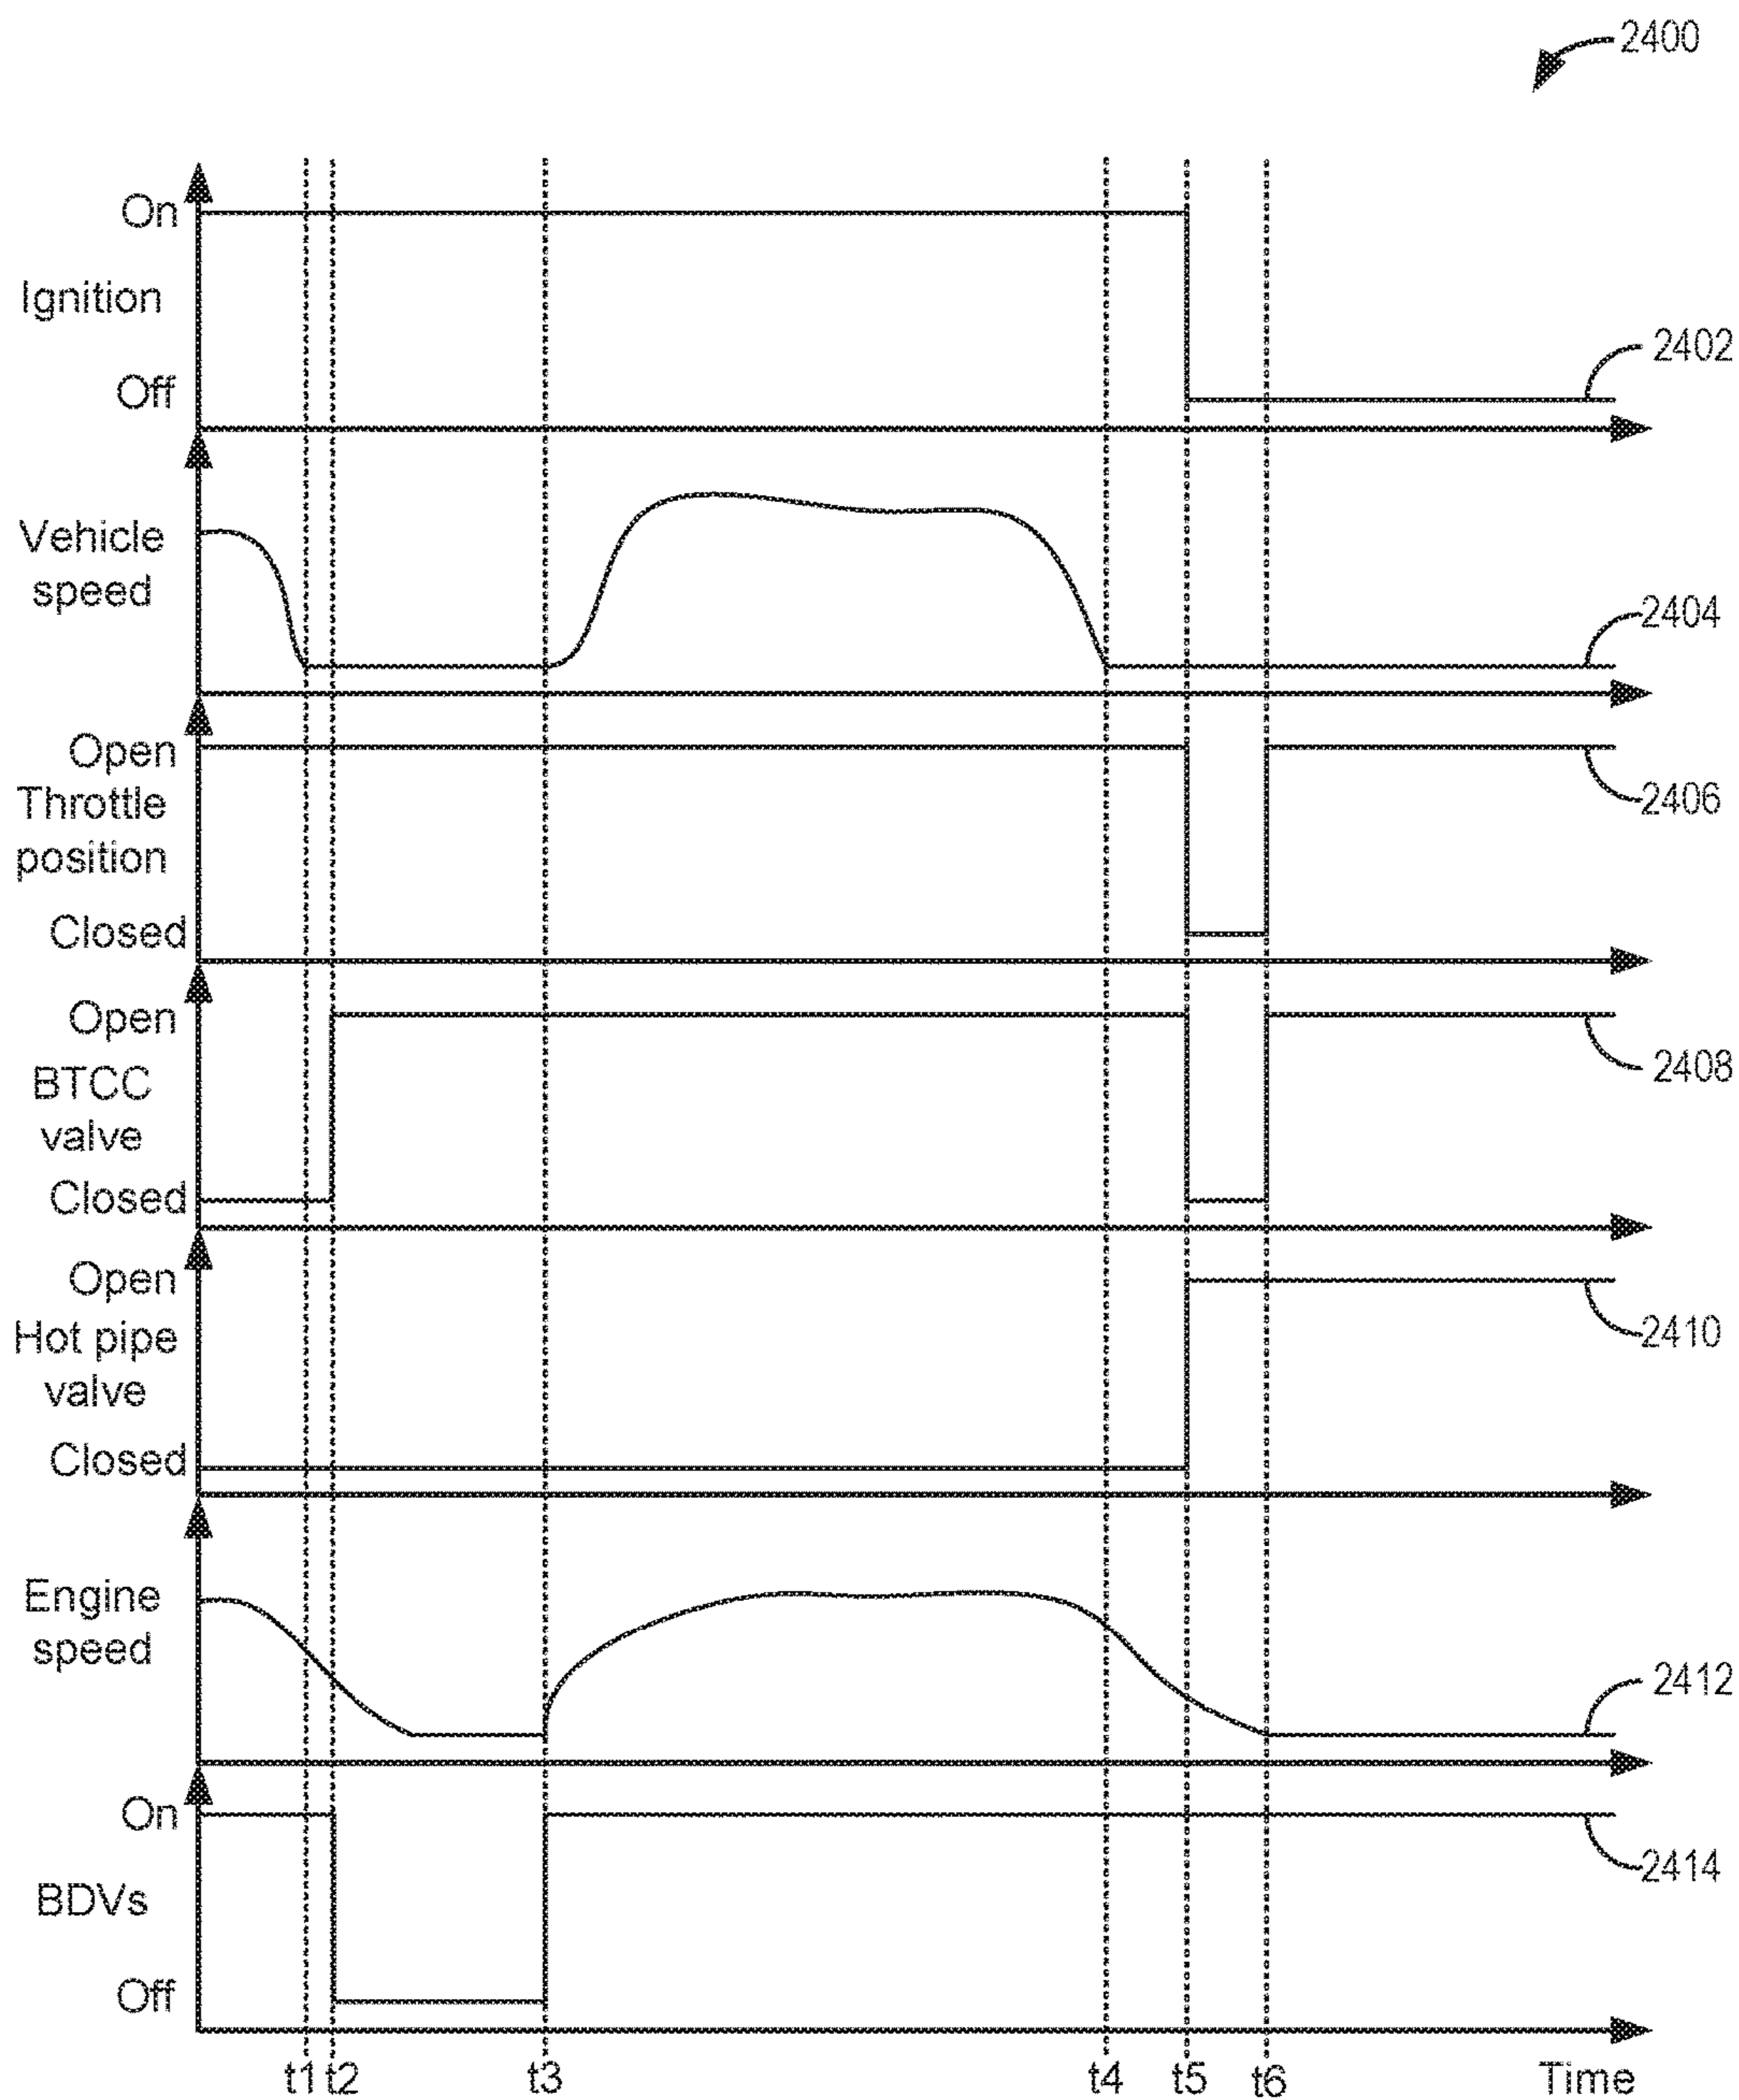 2400
On
Ignition
Off
2402
Vehicle
speed
2404
Open
Throttle
position
Closed
2406
Open
BTCC
valve
Closed
2408
Open
Hot pipe
valve
Closed
2410
Engine
speed
2412
On
BDVs
Off
2414
t1 t2 t3 t4 t5 t6 Time